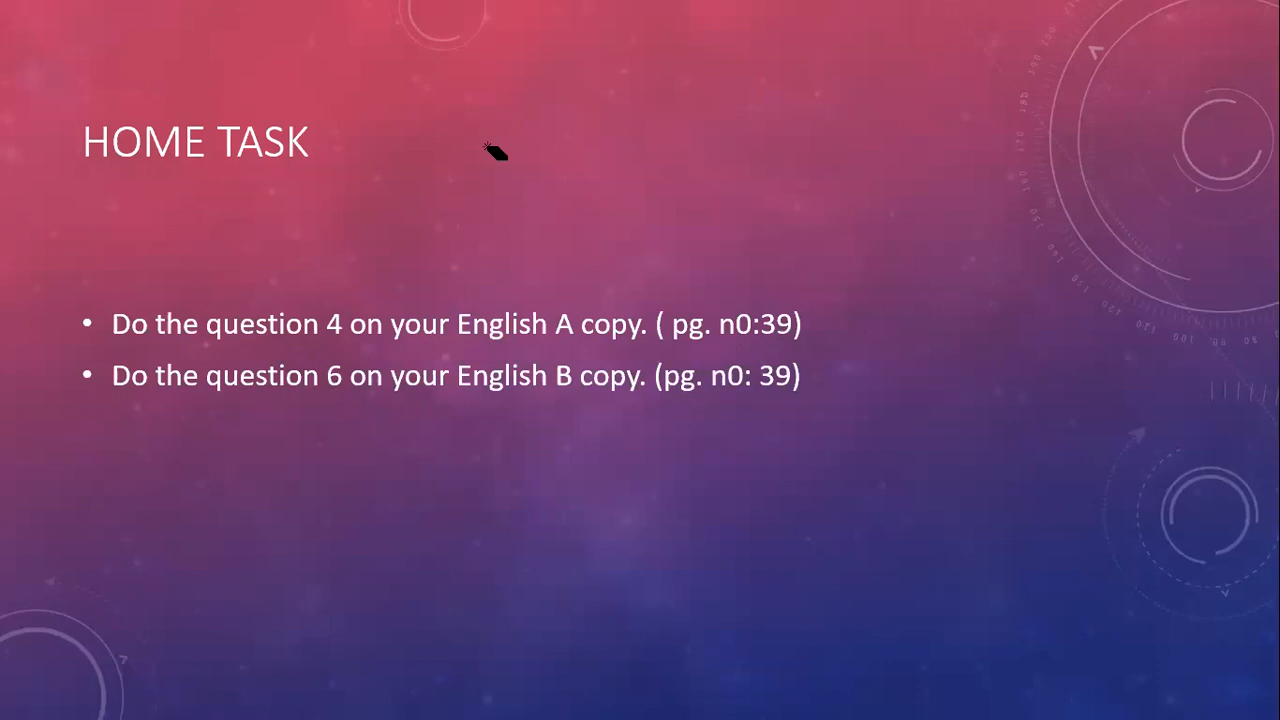 HOME TASK
• Do the question 4 on your English A copy. ( pg. n0:39)
• Do the question 6 on your English B copy. (pg. n0: 39)